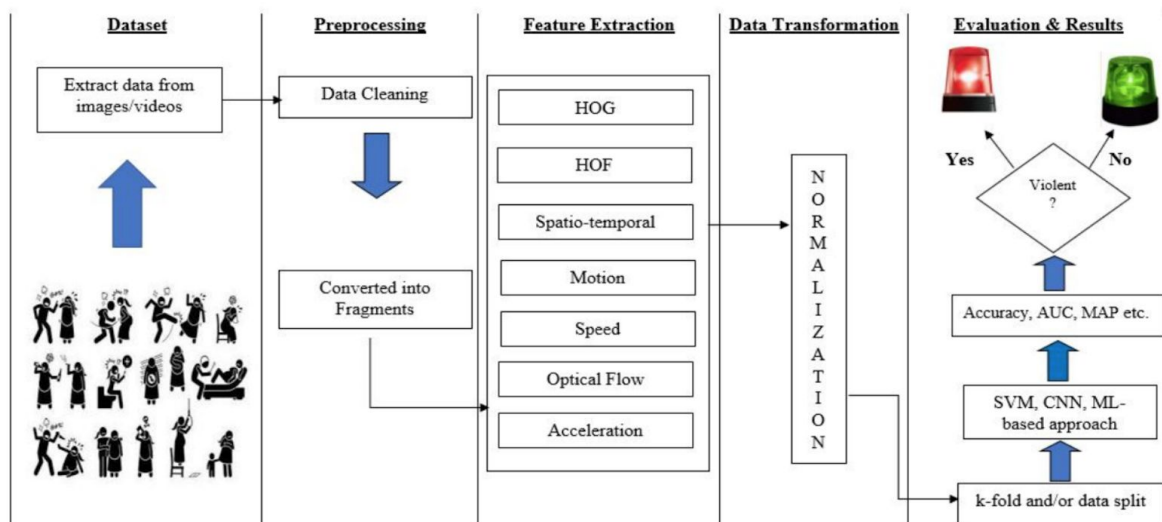 Dataset
Extract data from
images/videos
Preprocessing
Data Cleaning
Converted into
Fragments
Feature Extraction
HOG
HOF
Spatio-temporal
Motion
Speed
Optical Flow
Acceleration
Data Transformation
NORMALIZATION
Evaluation & Results
Yes
No
Violent
?
Accuracy, AUC, MAP etc.
SVM, CNN, ML-
based approach
k-fold and/or data split